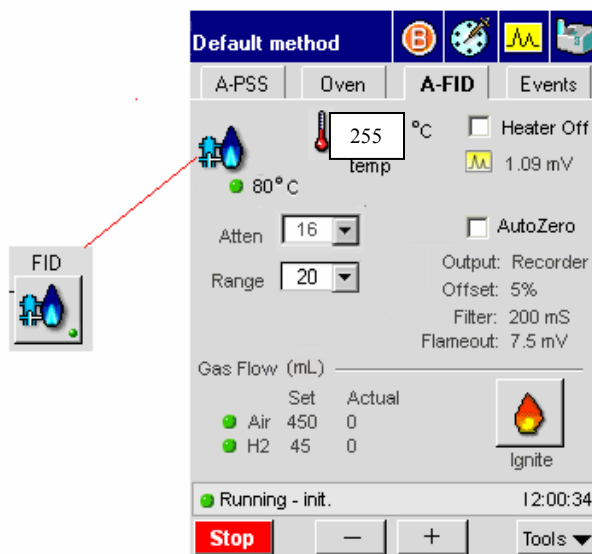 Default method
B
A-PSS Oven A-FID Events
255 °C Heater Off
temp 1.09 mV
80° C
Atten 16 AutoZero
FID
Range 20 Output: Recorder
Offset: 5%
Filter: 200 mS
Flameout: 7.5 mV
Gas Flow (mL)
Set Actual
Air 450 0
H2 45 0
Ignite
Running - init. 12:00:34
Stop — + Tools